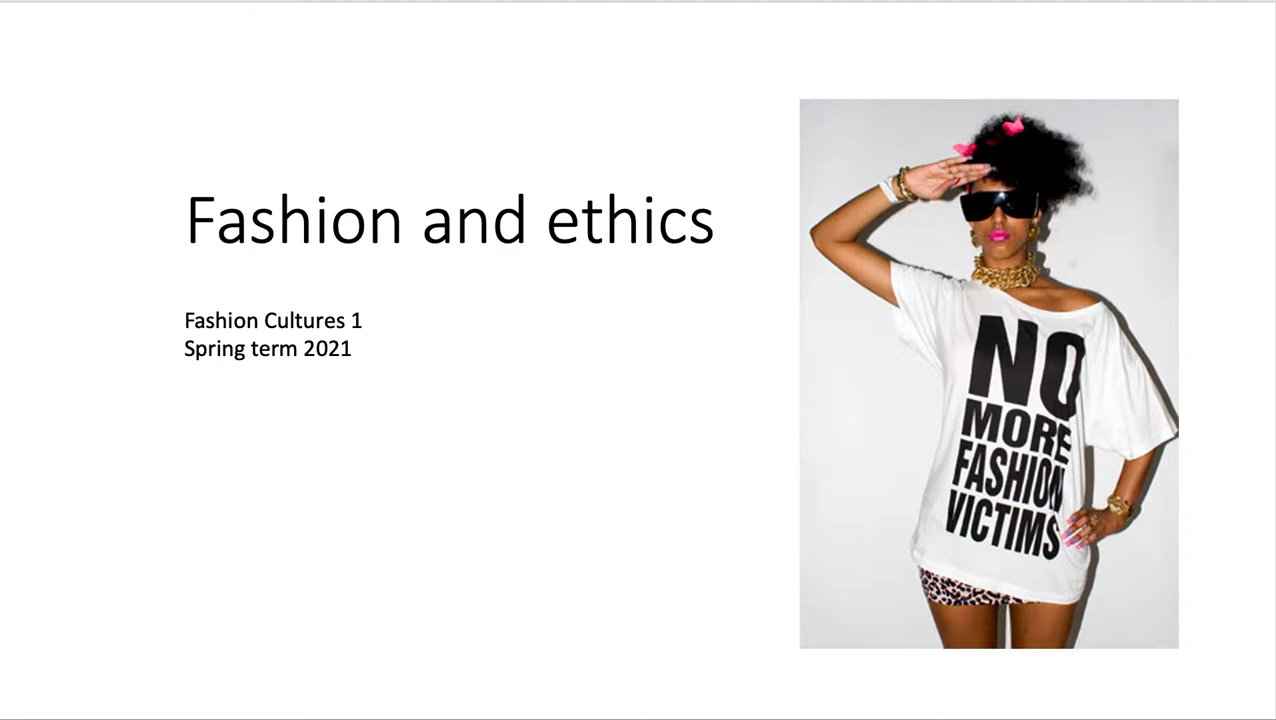 Fashion and ethics
Fashion Cultures 1
Spring term 2021
NO
MORE
FASHION
VICTIMS